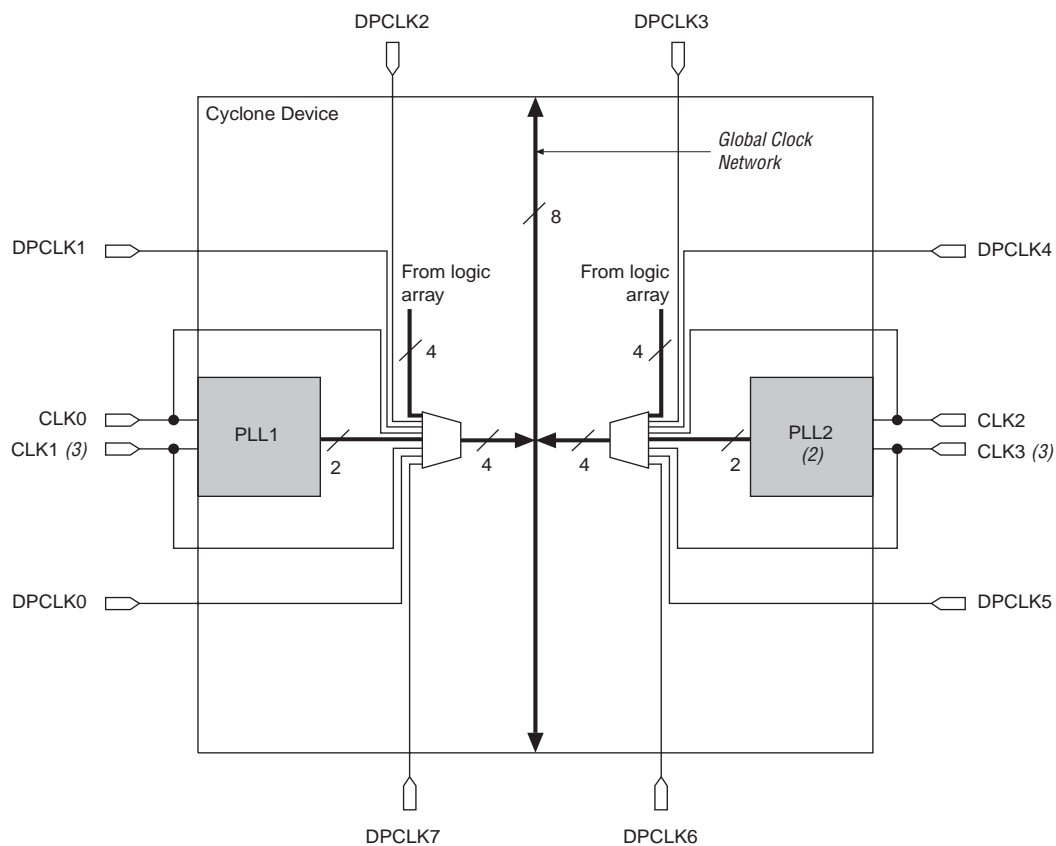 DPCLK2
DPCLK3
Cyclone Device
Global Clock
Network
8
DPCLK1
DPCLK4
From logic
array
From logic
array
4
4
CLK0
CLK2
PLL1
PLL2
(2)
CLK1 (3)
CLK3 (3)
2
4
4
2
DPCLK0
DPCLK5
DPCLK7
DPCLK6